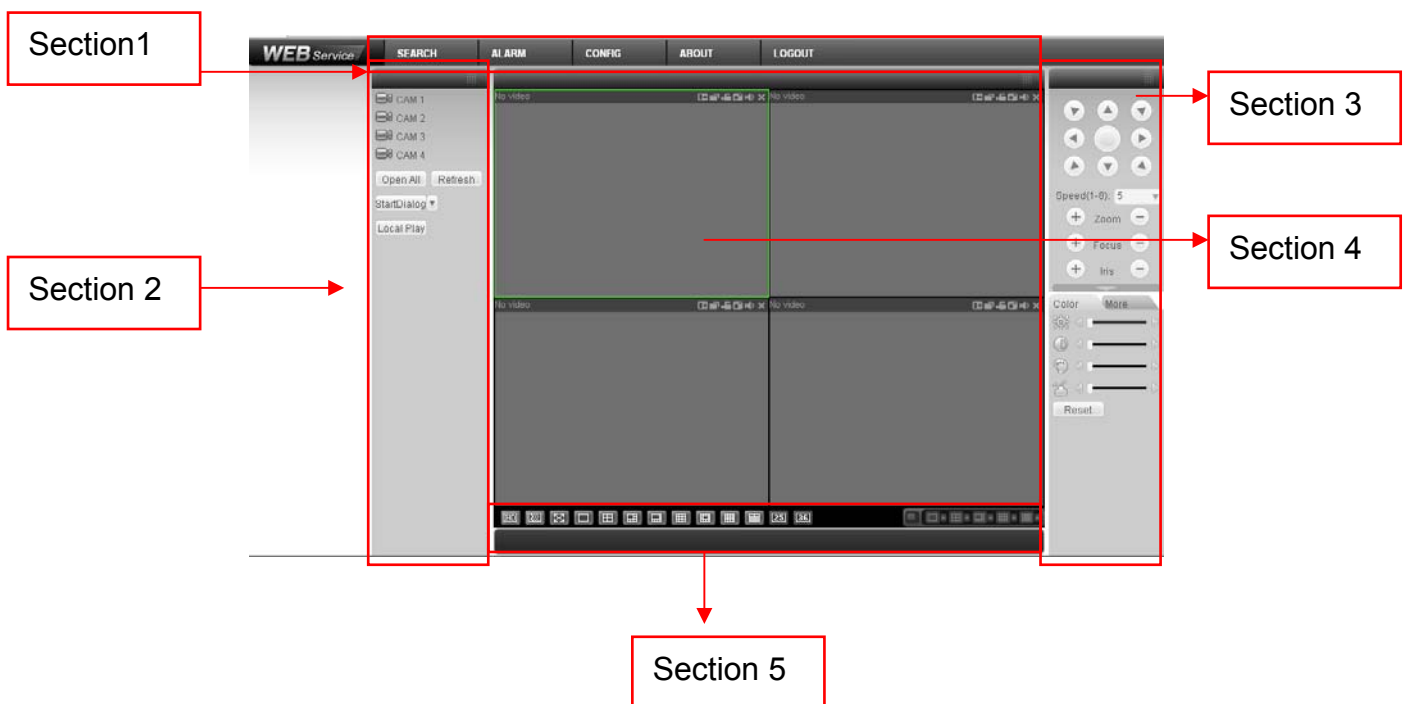 Section1
WEB Service
SEARCH
ALARM
CONFIG
ABOUT
LOGOUT
Section 3
CAM 1
CAM 2
CAM 3
CAM 4
Open All
Refresh
StartDialog
Local Play
No video
No video
Speed(1-8): 5
Zoom
Focus
Iris
Section 4
Section 2
No video
No video
Color
More
Reset
25
36
Section 5